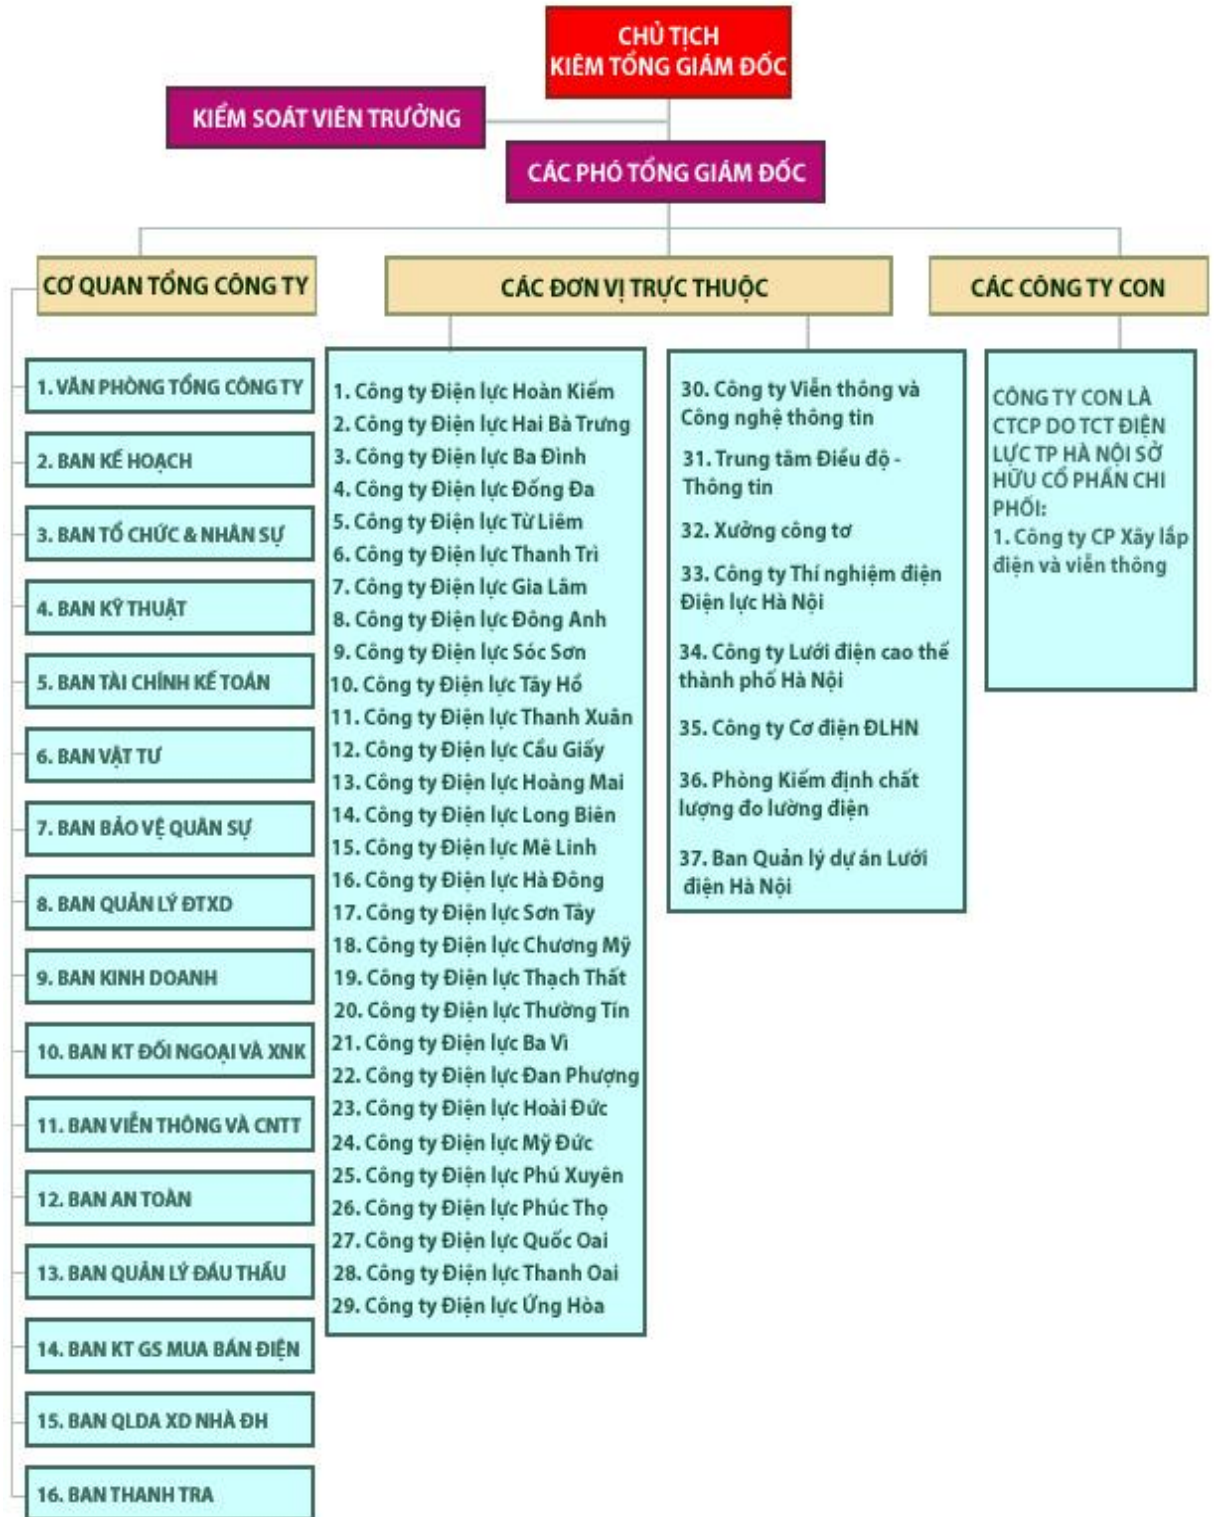 CHỦ TỊCH
KIÊM TỔNG GIÁM ĐỐC
KIỂM SOÁT VIÊN TRƯỞNG
CÁC PHÓ TỔNG GIÁM ĐỐC
CƠ QUAN TỔNG CÔNG TY
1. VĂN PHÒNG TỔNG CÔNG TY
2. BAN KẾ HOẠCH
3. BAN TỔ CHỨC & NHÂN SỰ
4. BAN KỸ THUẬT
5. BAN TÀI CHÍNH KẾ TOÁN
6. BAN VẬT TƯ
7. BAN BẢO VỆ QUÂN SỰ
8. BAN QUẢN LÝ ĐTXD
9. BAN KINH DOANH
10. BAN KT ĐỐI NGOẠI VÀ XNK
11. BAN VIỄN THÔNG VÀ CNTT
12. BAN AN TOÀN
13. BAN QUẢN LÝ ĐẤU THẦU
14. BAN KT GS MUA BÁN ĐIỆN
15. BAN QLDA XD NHÀ ĐH
16. BAN THANH TRA
CÁC ĐƠN VỊ TRỰC THUỘC
1. Công ty Điện lực Hoàn Kiếm
2. Công ty Điện lực Hai Bà Trưng
3. Công ty Điện lực Ba Đình
4. Công ty Điện lực Đống Đa
5. Công ty Điện lực Từ Liêm
6. Công ty Điện lực Thanh Trì
7. Công ty Điện lực Gia Lâm
8. Công ty Điện lực Đông Anh
9. Công ty Điện lực Sóc Sơn
10. Công ty Điện lực Tây Hồ
11. Công ty Điện lực Thanh Xuân
12. Công ty Điện lực Cầu Giấy
13. Công ty Điện lực Hoàng Mai
14. Công ty Điện lực Long Biên
15. Công ty Điện lực Mê Linh
16. Công ty Điện lực Hà Đông
17. Công ty Điện lực Sơn Tây
18. Công ty Điện lực Chương Mỹ
19. Công ty Điện lực Thạch Thất
20. Công ty Điện lực Thường Tín
21. Công ty Điện lực Ba Vì
22. Công ty Điện lực Đan Phượng
23. Công ty Điện lực Hoài Đức
24. Công ty Điện lực Mỹ Đức
25. Công ty Điện lực Phú Xuyên
26. Công ty Điện lực Phúc Thọ
27. Công ty Điện lực Quốc Oai
28. Công ty Điện lực Thanh Oai
29. Công ty Điện lực Ứng Hòa
30. Công ty Viễn thông và
Công nghệ thông tin
31. Trung tâm Điều độ -
Thông tin
32. Xưởng công tơ
33. Công ty Thí nghiệm điện
Điện lực Hà Nội
34. Công ty Lưới điện cao thế
thành phố Hà Nội
35. Công ty Cơ điện ĐLHN
36. Phòng Kiểm định chất
lượng đo lường điện
37. Ban Quản lý dự án Lưới
điện Hà Nội
CÁC CÔNG TY CON
CÔNG TY CON LÀ
CTCP DO TCT ĐIỆN
LỰC TP HÀ NỘI SỞ
HỮU CỔ PHẦN CHI
PHỐI:
1. Công ty CP Xây lắp
điện và viễn thông